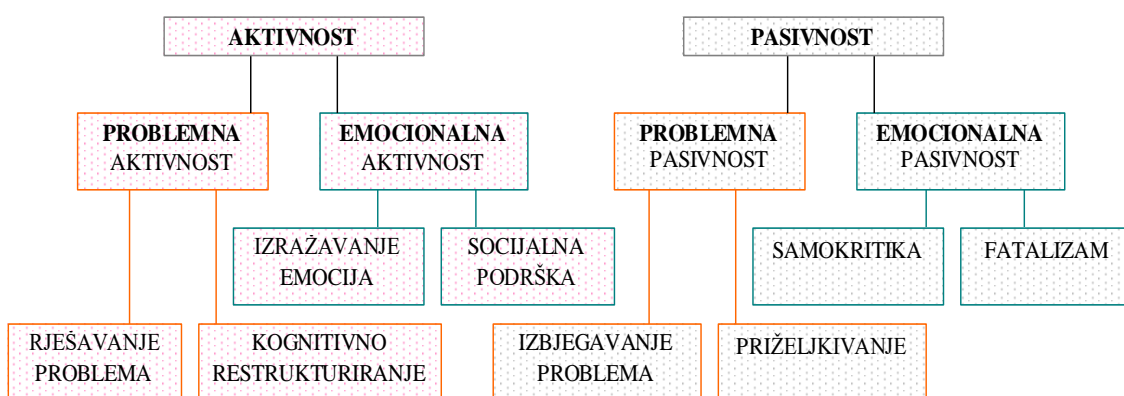 AKTIVNOST
PASIVNOST
PROBLEMNA
AKTIVNOST
EMOCIONALNA
AKTIVNOST
PROBLEMNA
PASIVNOST
EMOCIONALNA
PASIVNOST
IZRAŽAVANJE
EMOCIJA
SOCIJALNA
PODRŠKA
SAMOKRITIKA
FATALIZAM
RJEŠAVANJE
PROBLEMA
KOGNITIVNO
RESTRUKTURIRANJE
IZBJEGAVANJE
PROBLEMA
PRIŽELJKIVANJE